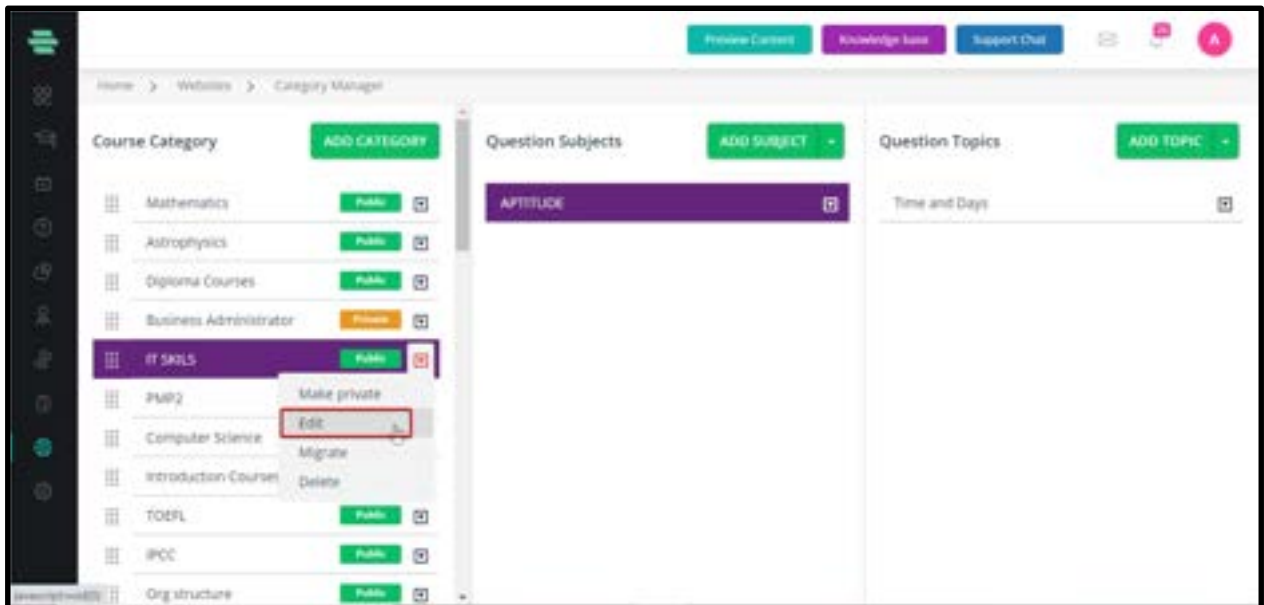 Preview Content Knowledge base Support Chat
A
Home > Websites > Category Manager
Course Category ADD CATEGORY
Question Subjects ADD SUBJECT
Question Topics ADD TOPIC
Mathematics Public
APTITUDE
Time and Days
Astrophysics Public
Diploma Courses Public
Business Administrator Private
IT SKILS Public
PMP2
Make private
Edit
Computer Science
Migrate
Introduction Courses
Delete
TOEFL Public
IPCC Public
Org structure Public